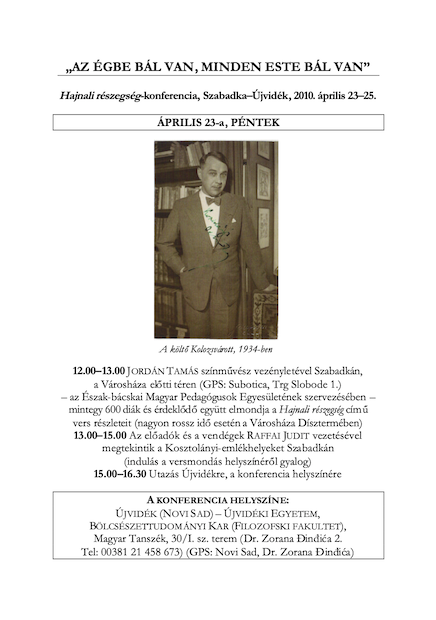 „AZ ÉGBE BÁL VAN, MINDEN ESTE BÁL VAN”
Hajnali részegség-konferencia, Szabadka–Újvidék, 2010. április 23–25.
ÁPRILIS 23-a, PÉNTEK
A költő Kolozsvárott, 1934-ben
12.00–13.00 JORDÁN TAMÁS színművész vezényletével Szabadkán,
a Városháza előtti téren (GPS: Subotica, Trg Slobode 1.)
– az Észak-bácskai Magyar Pedagógusok Egyesületének szervezésében –
mintegy 600 diák és érdeklődő együtt elmondja a Hajnali részegség című
vers részleteit (nagyon rossz idő esetén a Városháza Dísztermében)
13.00–15.00 Az előadók és a vendégek RAFFAI JUDIT vezetésével
megtekintik a Kosztolányi-emlékhelyeket Szabadkán
(indulás a versmondás helyszínéről gyalog)
15.00–16.30 Utazás Újvidékre, a konferencia helyszínére
A KONFERENCIA HELYSZÍNE:
ÚJVIDÉK (NOVI SAD) – ÚJVIDÉKI EGYETEM,
BÖLCSÉSZETTUDOMÁNYI KAR (FILOZOFSKI FAKULTET),
Magyar Tanszék, 30/I. sz. terem (Dr. Zorana Đinđića 2.
Tel: 00381 21 458 673) (GPS: Novi Sad, Dr. Zorana Đinđića)